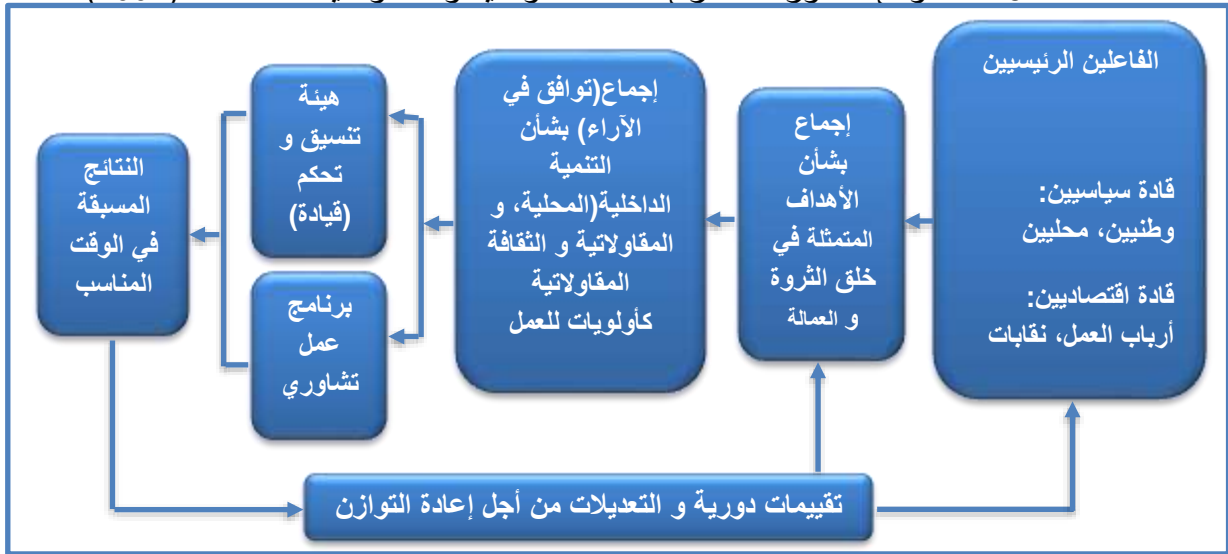 الفاعلين الرئيسيين
قادة سياسيين:
وطنيين، محليين
قادة اقتصاديين:
أرباب العمل، نقابات
إجماع
بشأن
الأهداف
المتمثلة في
خلق الثروة
و العمالة
إجماع(توافق في
الآراء) بشأن
التنمية
الداخلية(المحلية، و
المقاولاتية و الثقافة
المقاولاتية
كأولويات للعمل
هيئة
تنسيق و
تحكم
(قيادة)
برنامج
عمل
تشاوري
النتائج
المسبقة
في الوقت
المناسب
تقييمات دورية و التعديلات من أجل إعادة التوازن